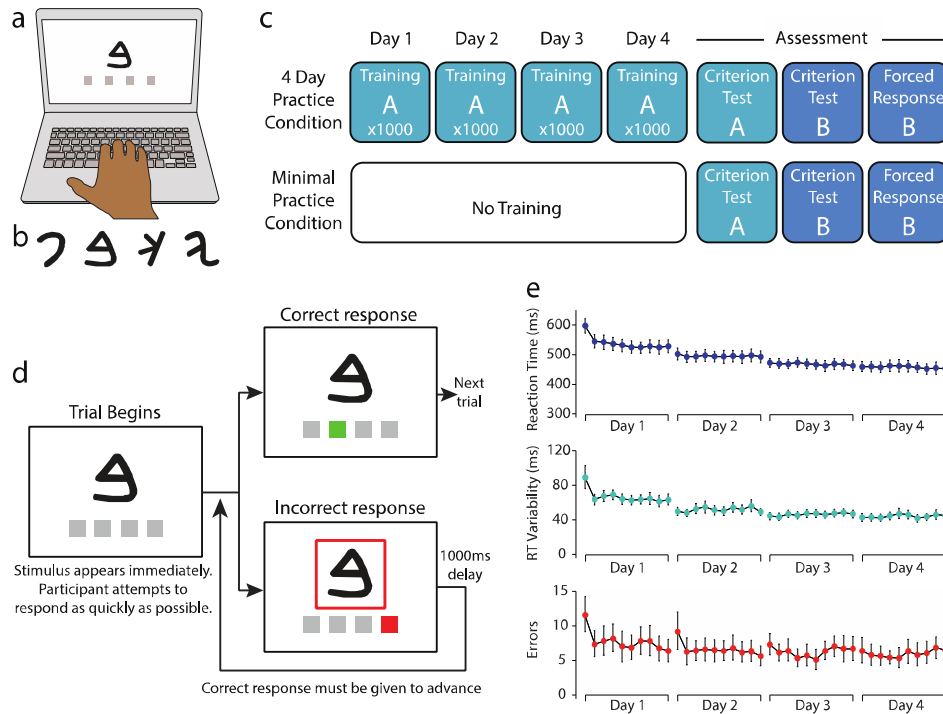 a
b
c
Day 1 Day 2 Day 3 Day 4 Assessment
4 Day
Practice
Condition
Training
A
x1000
Training
A
x1000
Training
A
x1000
Training
A
x1000
Criterion
Test
A
Criterion
Test
B
Forced
Response
B
Minimal
Practice
Condition
No Training
Criterion
Test
A
Criterion
Test
B
Forced
Response
B
d
Trial Begins
Stimulus appears immediately.
Participant attempts to
respond as quickly as possible.
Correct response
Next
trial
Incorrect response
1000ms
delay
Correct response must be given to advance
e
Reaction Time (ms)
600
500
400
300
Day 1 Day 2 Day 3 Day 4
RT Variability (ms)
120
80
40
0
Day 1 Day 2 Day 3 Day 4
Errors
15
10
5
0
Day 1 Day 2 Day 3 Day 4